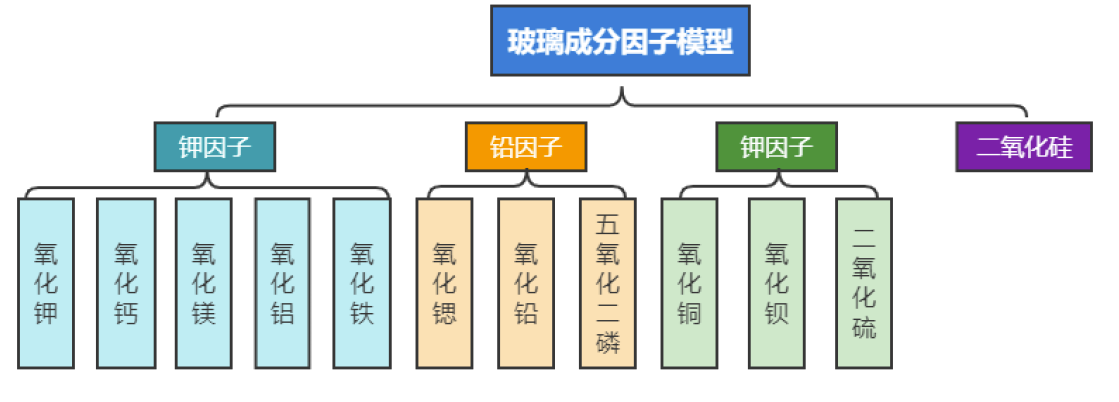 玻璃成分因子模型
钾因子
铅因子
钾因子
二氧化硅
氧化钾
氧化钙
氧化镁
氧化铝
氧化铁
氧化锶
氧化铅
五氧化二磷
氧化铜
氧化钡
二氧化硫